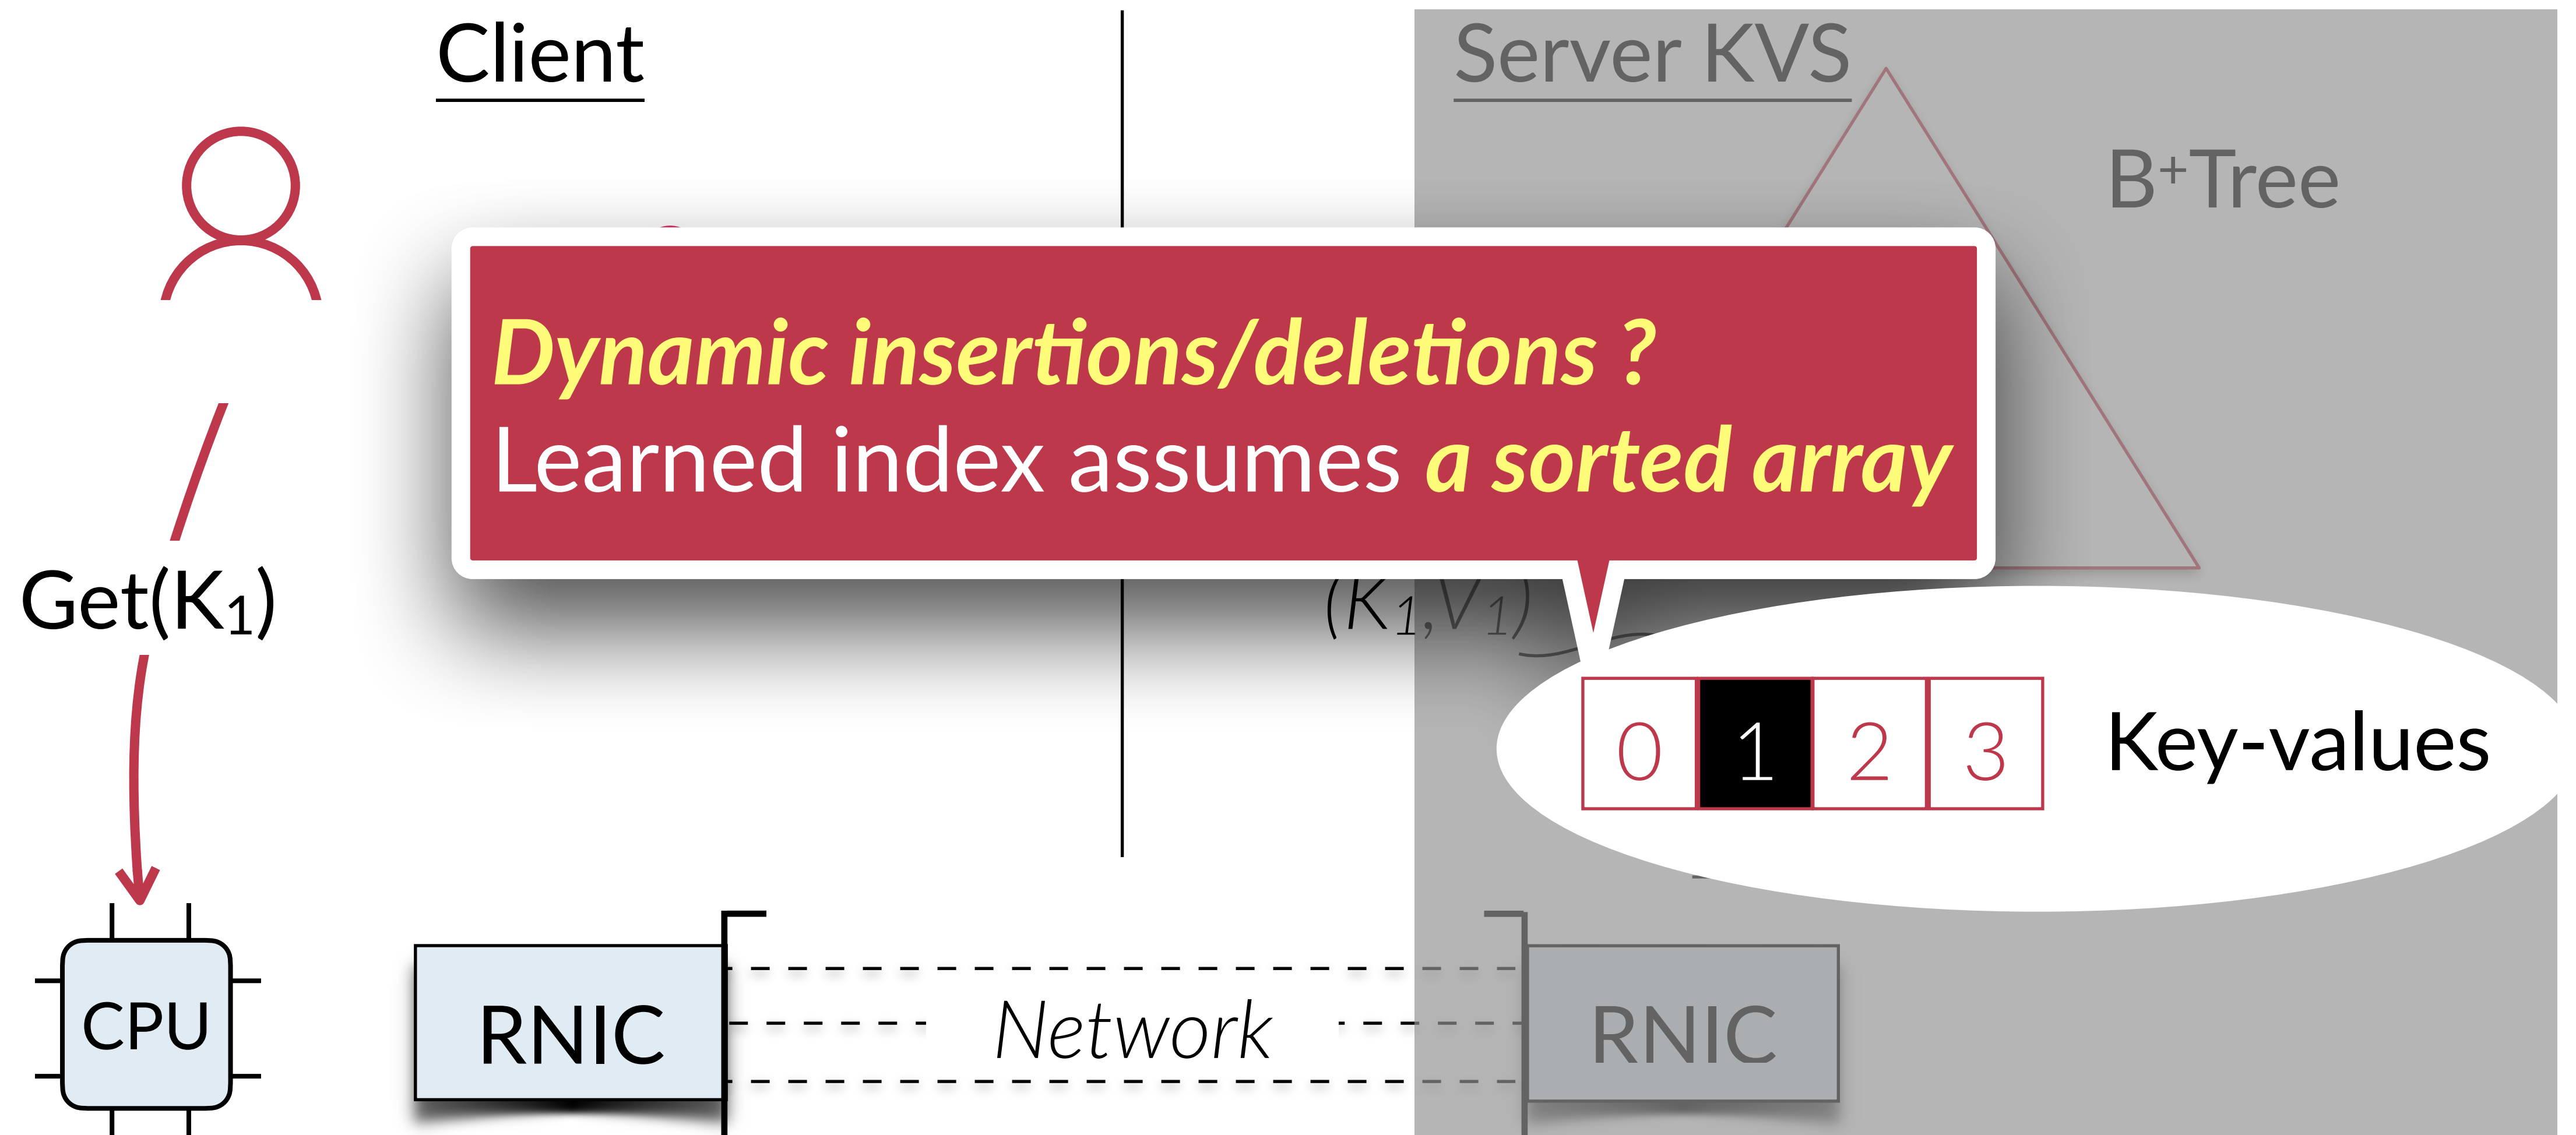 Client
Server KVS
B⁺Tree
Dynamic insertions/deletions ?
Learned index assumes a sorted array
Get(K₁)
(K₁,V₁)
0 1 2 3
Key-values
CPU
RNIC
Network
RNIC